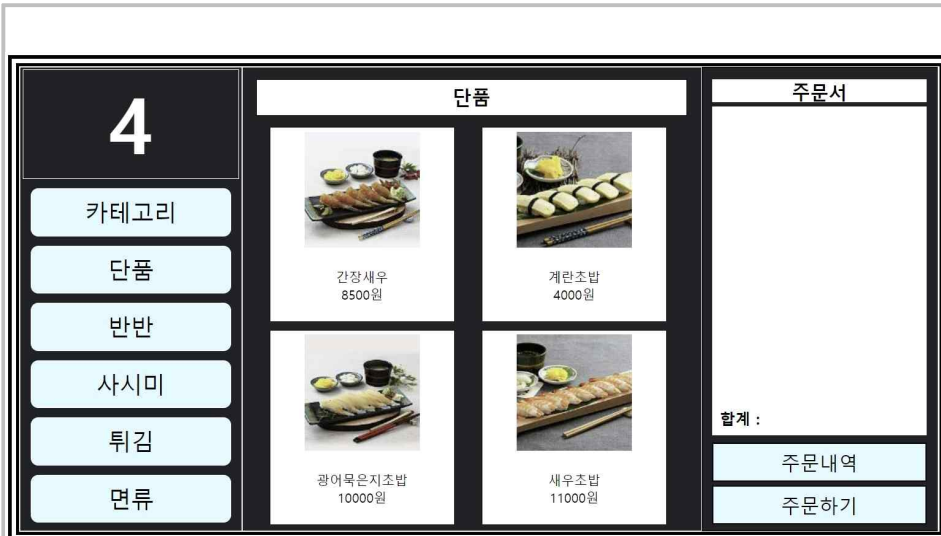 4
카테고리
단품
반반
사시미
튀김
면류
단품
간장새우
8500원
계란초밥
4000원
광어묵은지초밥
10000원
새우초밥
11000원
주문서
합계 :
주문내역
주문하기